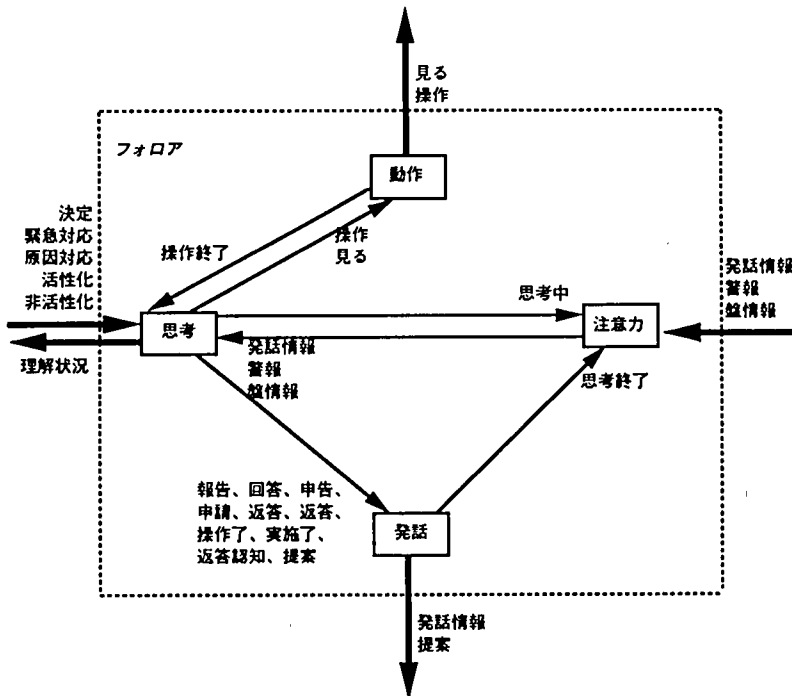 見る
操作
フォロア
動作
決定
緊急対応
原因対応
活性化
非活性化
操作終了
操作
見る
思考中
発話情報
警報
盤情報
思考
注意力
発話情報
警報
盤情報
理解状況
思考終了
報告、回答、申告、
申請、返答、返答、
操作了、実施了、
返答認知、提案
発話
発話情報
提案